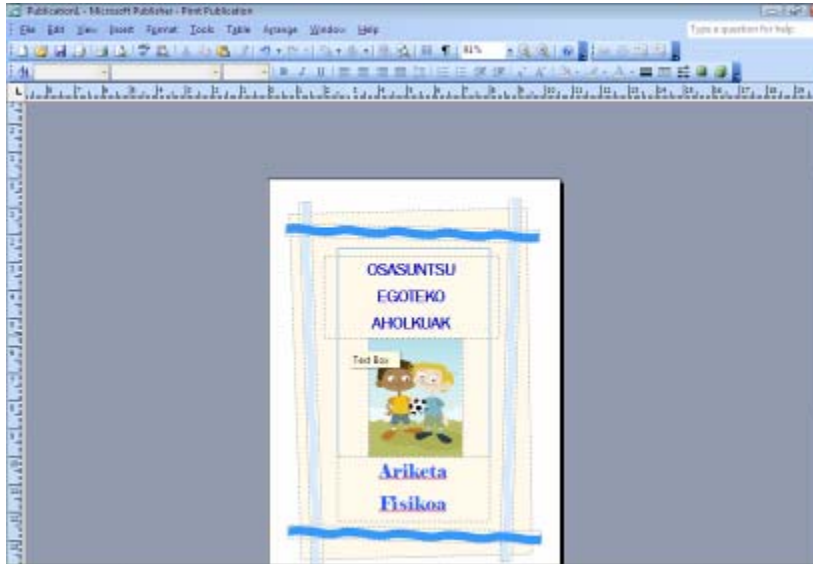 Publication1 - Microsoft Publisher - Print Publication
File Edit View Insert Format Tools Table Arrange Window Help
Type a question for help
81%
OSASUNTSU
EGOTEKO
AHOLKUAK
Text Box
Ariketa
Fisikoa